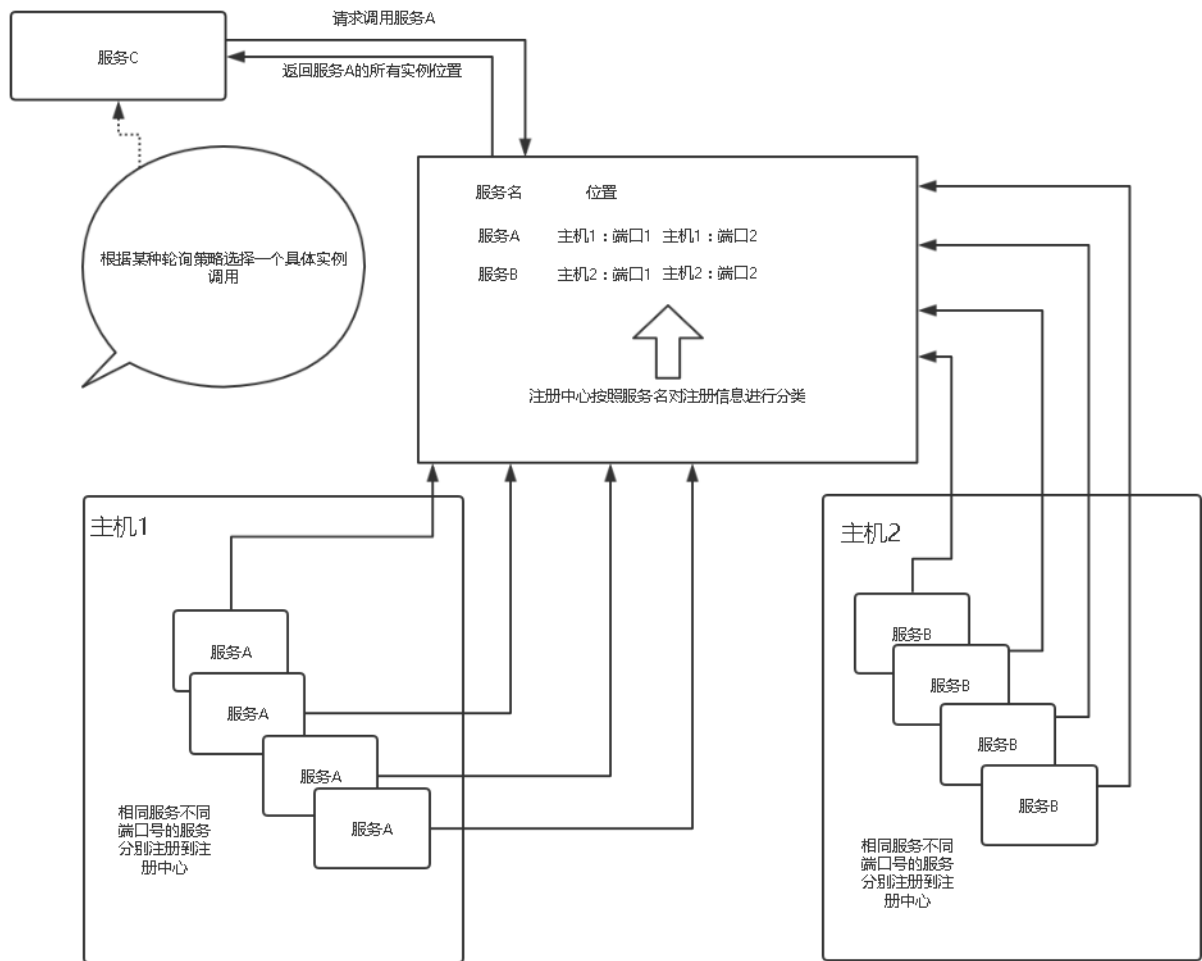 请求调用服务A
服务C
返回服务A的所有实例位置
服务名 位置
服务A 主机1：端口1 主机1：端口2
服务B 主机2：端口1 主机2：端口2
根据某种轮询策略选择一个具体实例
调用
注册中心按照服务名对注册信息进行分类
主机1
服务A
服务A
服务A
服务A
相同服务不同
端口号的服务
分别注册到注
册中心
主机2
服务B
服务B
服务B
服务B
相同服务不同
端口号的服务
分别注册到注
册中心